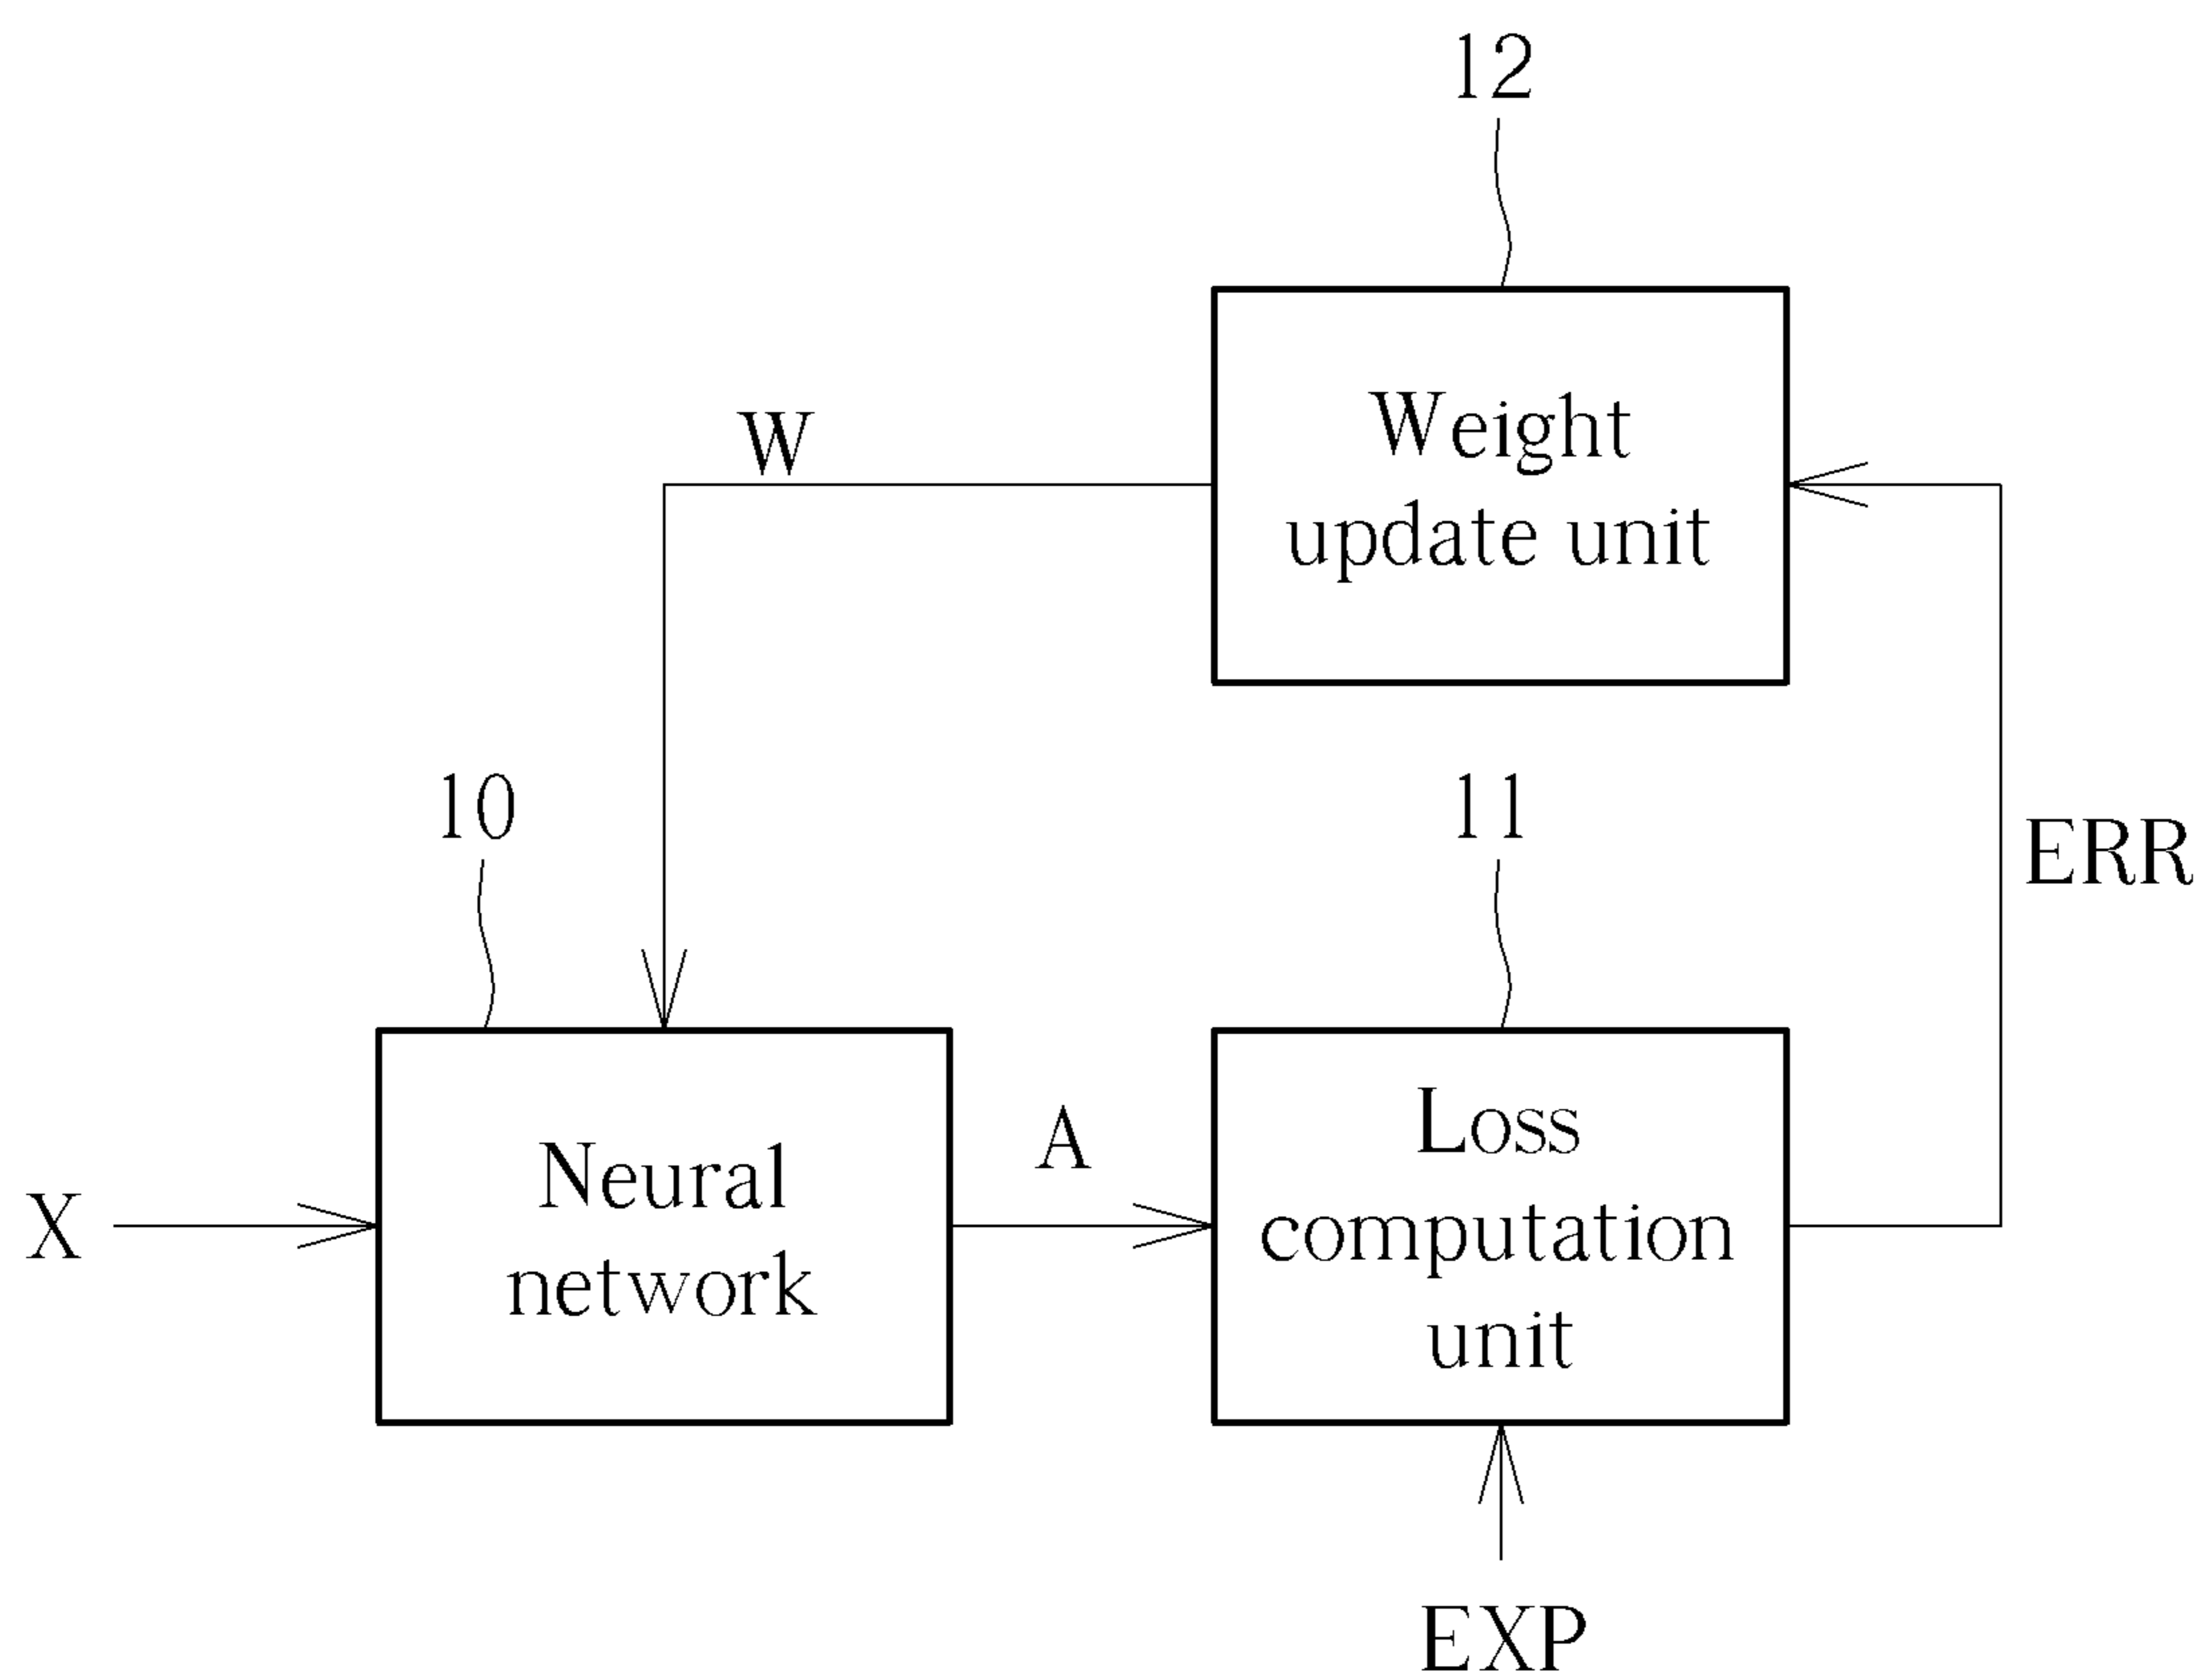 12
Weight
update unit
W
10
11
ERR
Neural
network
A
Loss
computation
unit
X
EXP